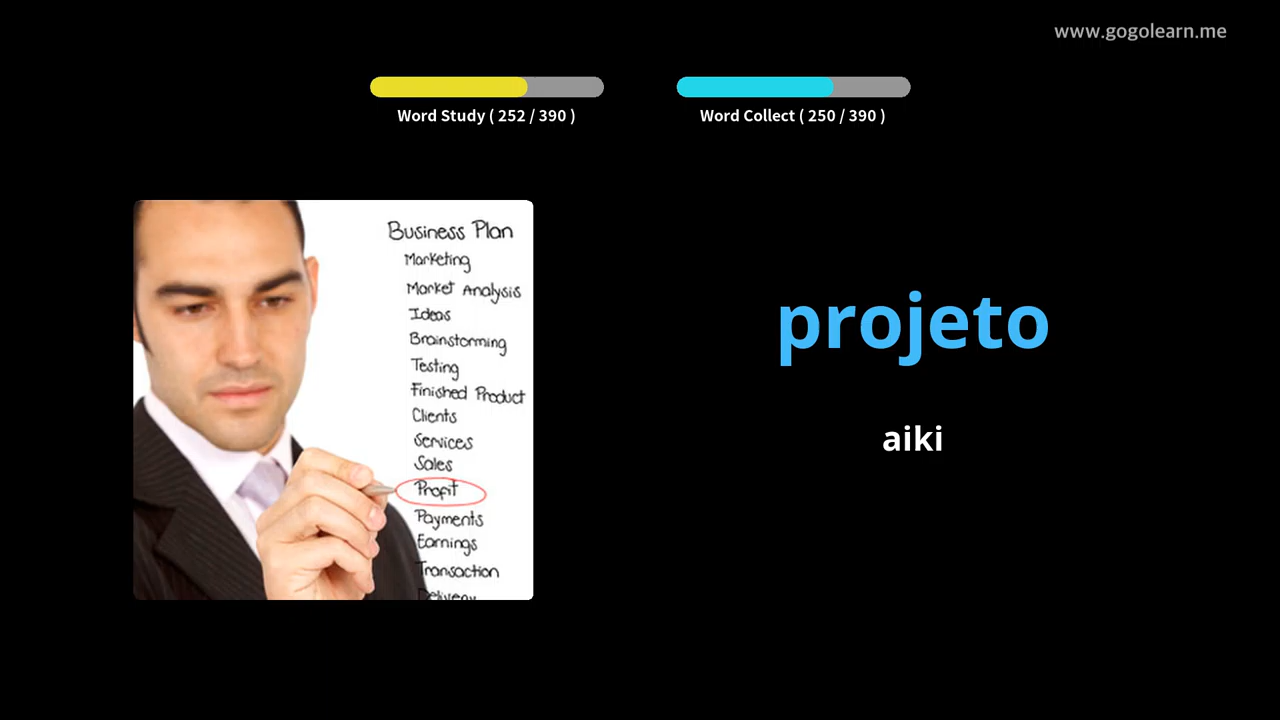 www.gogolearn.me
Word Study ( 252 / 390 )
Word Collect ( 250 / 390 )
Business Plan
Marketing
Market Analysis
Ideas
Brainstorming
Testing
Finished Product
Clients
Services
Sales
Profit
Payments
Earnings
Transaction
Delivery
projeto
aiki